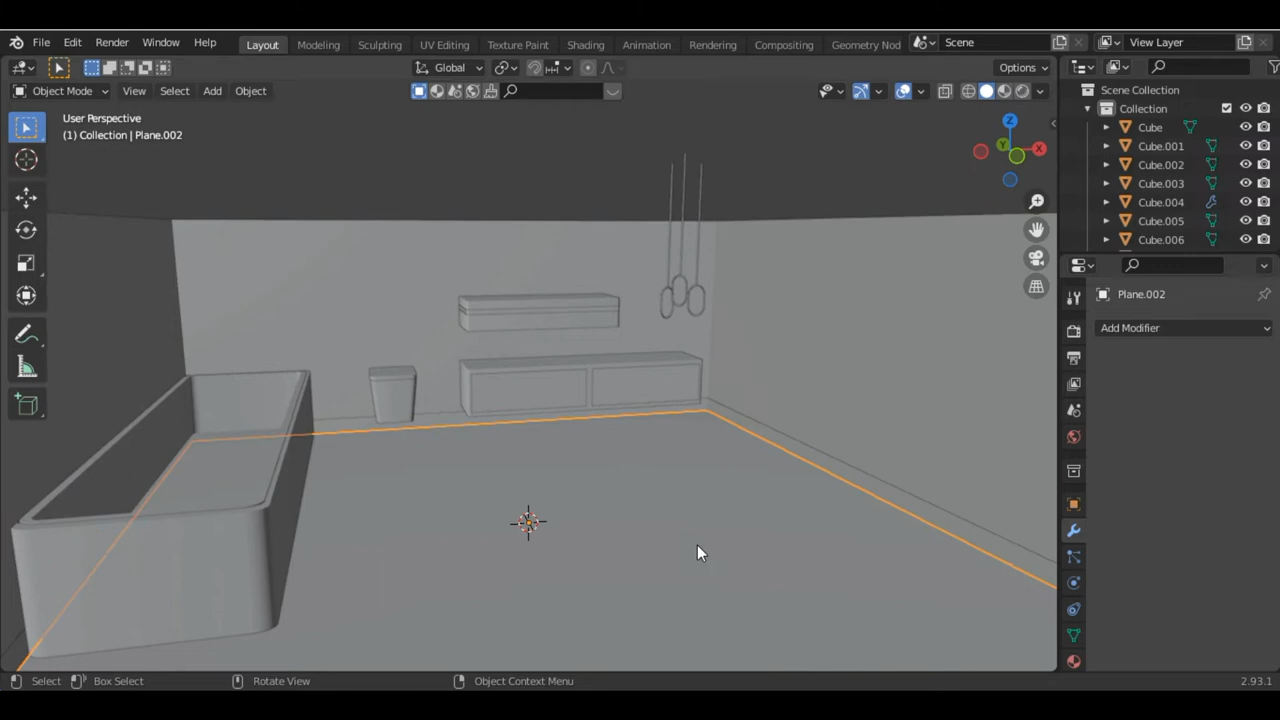 File Edit Render Window Help Layout Modeling Sculpting UV Editing Texture Paint Shading Animation Rendering Compositing Geometry Nod Scene View Layer
Global Options
Object Mode View Select Add Object
User Perspective
(1) Collection | Plane.002
Z
Y
X
Scene Collection
Collection
Cube
Cube.001
Cube.002
Cube.003
Cube.004
Cube.005
Cube.006
Plane.002
Add Modifier
Select Box Select Rotate View Object Context Menu 2.93.1